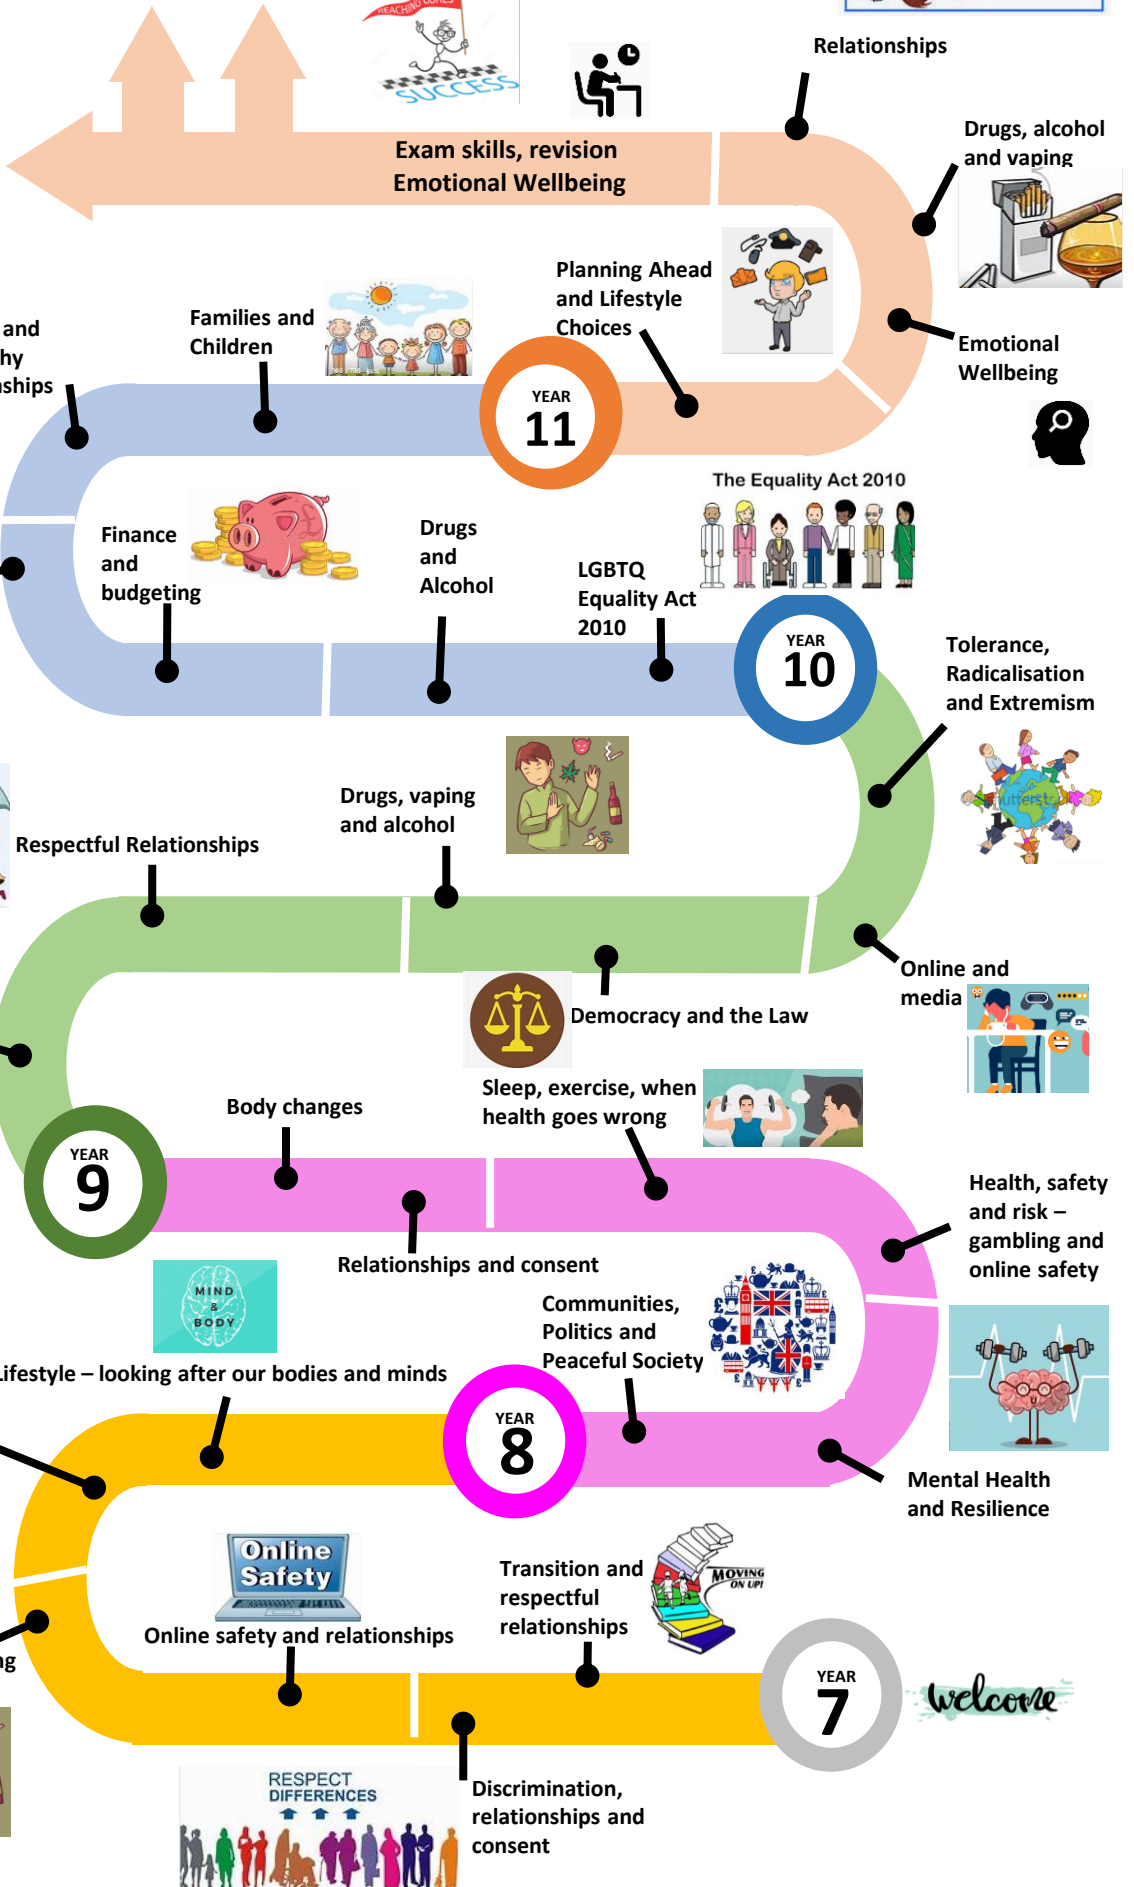 REACHING GOALS
SUCCESS
Relationships
Drugs, alcohol
and vaping
Exam skills, revision
Emotional Wellbeing
Planning Ahead
and Lifestyle
Choices
Families and
Children
and
Emotional
Wellbeing
YEAR
11
The Equality Act 2010
Finance
and
budgeting
Drugs
and
Alcohol
LGBTQ
Equality Act
2010
YEAR
10
Tolerance,
Radicalisation
and Extremism
Drugs, vaping
and alcohol
Respectful Relationships
Online and
media
Democracy and the Law
Sleep, exercise, when
health goes wrong
Body changes
YEAR
9
Health, safety
and risk –
gambling and
online safety
Relationships and consent
MIND
&
BODY
Communities,
Politics and
Peaceful Society
Lifestyle – looking after our bodies and minds
YEAR
8
Mental Health
and Resilience
Online
Safety
Transition and
respectful
relationships
MOVING
ON UP!
Online safety and relationships
YEAR
7
welcome
RESPECT
DIFFERENCES
Discrimination,
relationships and
consent